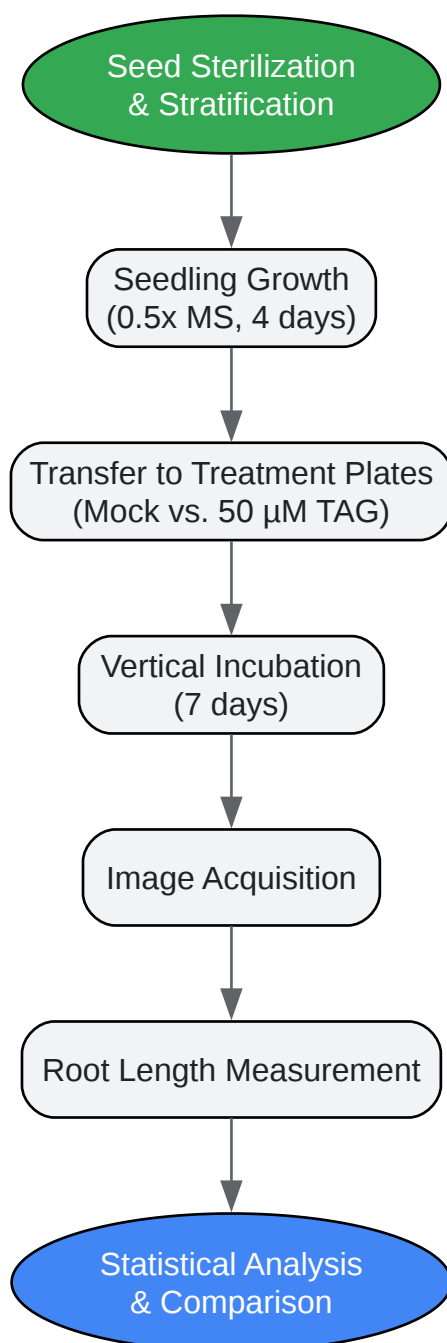 Seed Sterilization
& Stratification
Seedling Growth
(0.5x MS, 4 days)
Transfer to Treatment Plates
(Mock vs. 50 µM TAG)
Vertical Incubation
(7 days)
Image Acquisition
Root Length Measurement
Statistical Analysis
& Comparison